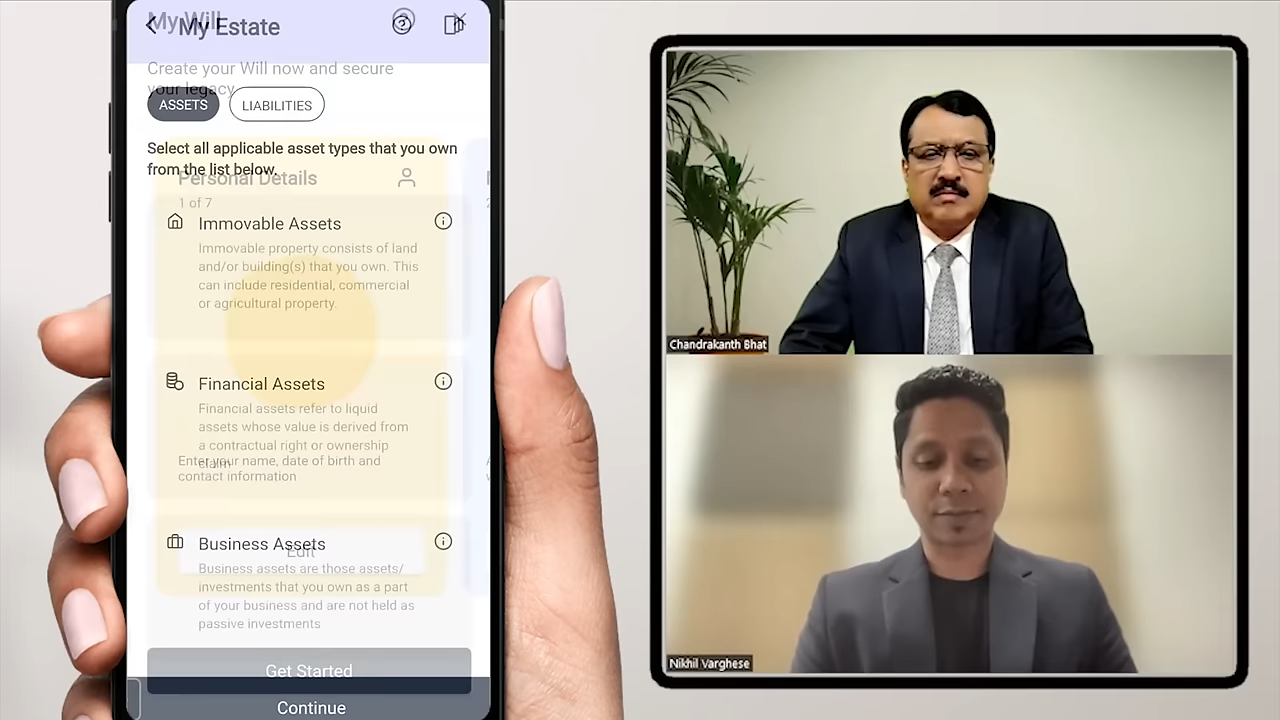 My Will
My Estate
Create your Will now and secure
your legacy
ASSETS
LIABILITIES
Select all applicable asset types that you own
from the list below.
Personal Details
1 of 7
Immovable Assets
Immovable property consists of land
and/or building(s) that you own. This
can include residential, commercial
or agricultural property.
Financial Assets
Financial assets refer to liquid
assets whose value is derived from
a contractual right or ownership
claim
Enter your name, date of birth and
contact information
Business Assets
Edit
Business assets are those assets/
investments that you own as a part
of your business and are not held as
passive investments
Get Started
Continue
Chandrakanth Bhat
Nikhil Varghese